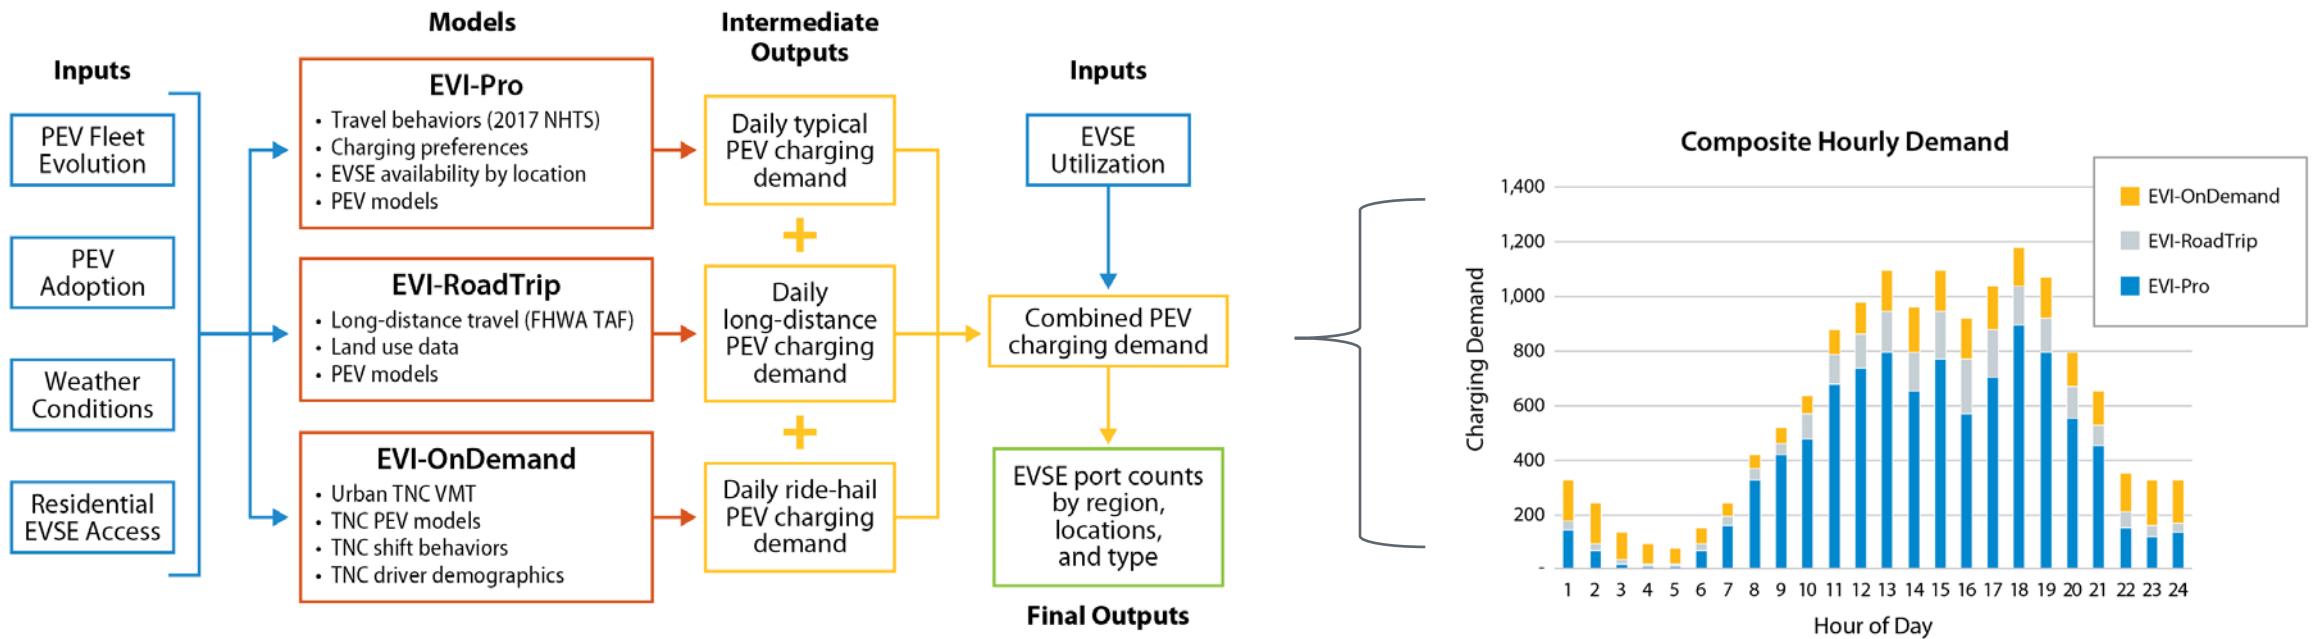 Inputs
PEV Fleet
Evolution
PEV
Adoption
Weather
Conditions
Residential
EVSE Access
Models
EVI-Pro
• Travel behaviors (2017 NHTS)
• Charging preferences
• EVSE availability by location
• PEV models
EVI-RoadTrip
• Long-distance travel (FHWA TAF)
• Land use data
• PEV models
EVI-OnDemand
• Urban TNC VMT
• TNC PEV models
• TNC shift behaviors
• TNC driver demographics
Intermediate
Outputs
Daily typical
PEV charging
demand
+
Daily
long-distance
PEV charging
demand
+
Daily ride-hail
PEV charging
demand
Inputs
EVSE
Utilization
Combined PEV
charging demand
EVSE port counts
by region,
locations,
and type
Final Outputs
Composite Hourly Demand
Charging Demand
1,400
1,200
1,000
800
600
400
200
-
1 2 3 4 5 6 7 8 9 10 11 12 13 14 15 16 17 18 19 20 21 22 23 24
Hour of Day
EVI-OnDemand
EVI-RoadTrip
EVI-Pro